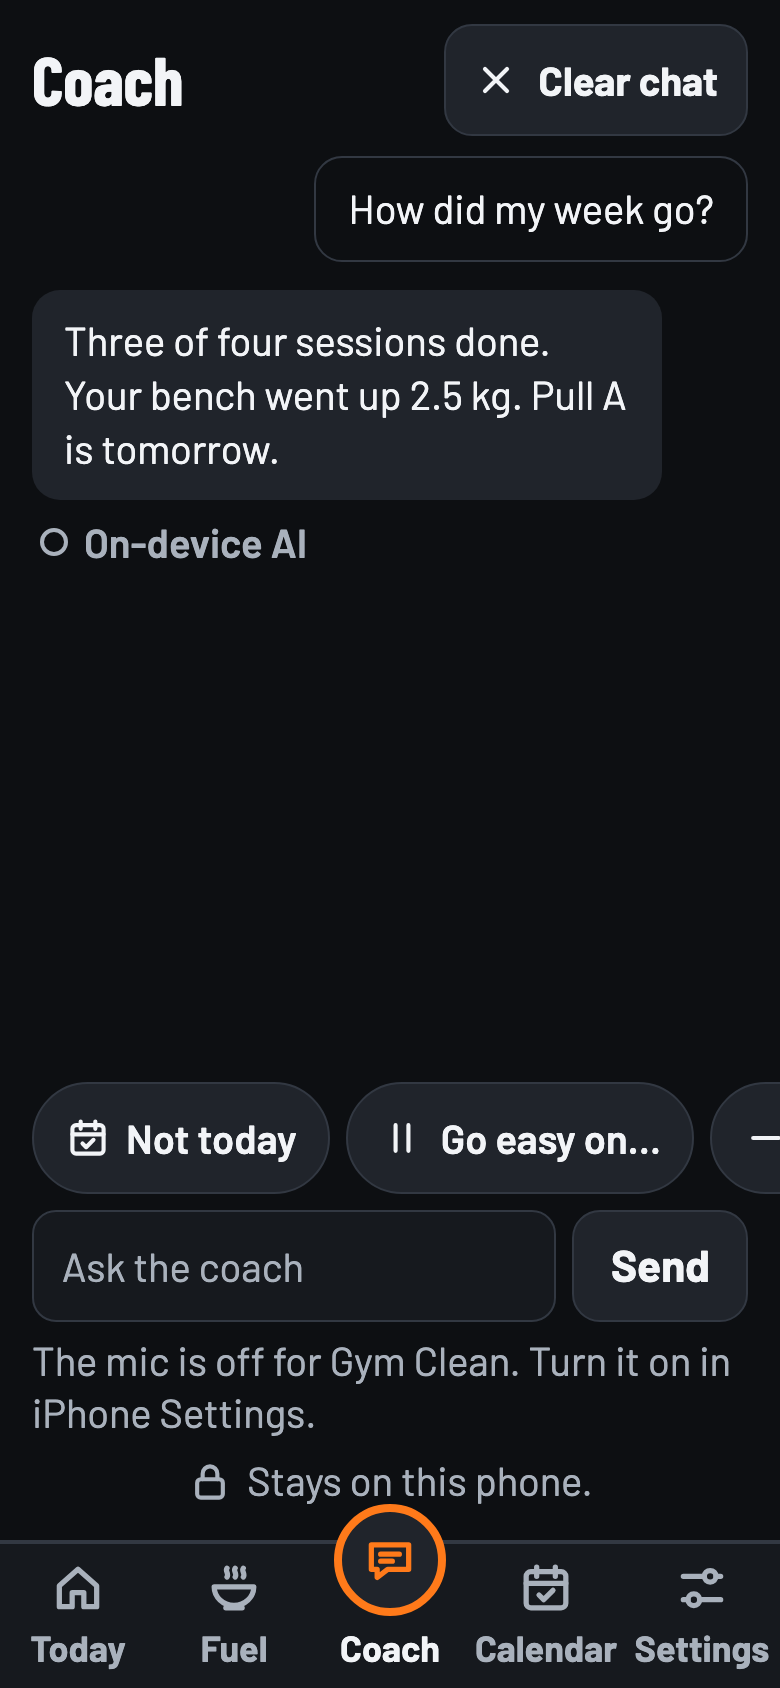 Coach
Clear chat
How did my week go?
Three of four sessions done.
Your bench went up 2.5 kg. Pull A
is tomorrow.
On-device AI
Not today
Go easy on...
Ask the coach
Send
The mic is off for Gym Clean. Turn it on in
iPhone Settings.
Stays on this phone.
Today
Fuel
Coach
Calendar
Settings